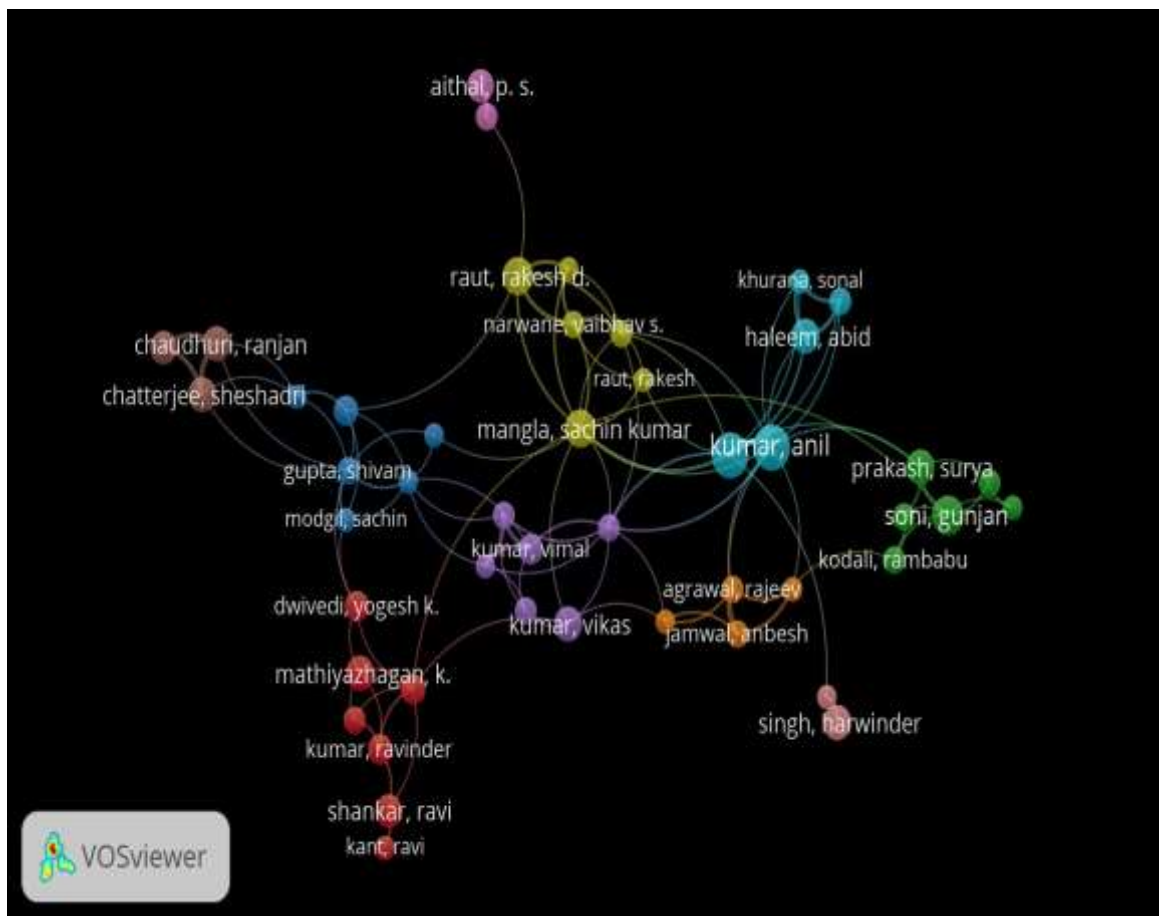 aithal, p. s.
raut, rakesh d.
khurana, sonal
narwane, vaibhav s.
haleem, abid
chaudhuri, ranjan
raut, rakesh
chatterjee, sheshadri
mangla, sachin kumar
kumar, anil
gupta, shivam
prakash, surya
modgil, sachin
soni, gunjan
kumar, vimal
kodali, rambabu
agrawal, rajeev
dwivedi, yogesh k.
kumar, vikas
jamwal, anbesh
mathiyazhagan, k.
singh, harwinder
kumar, ravinder
shankar, ravi
kant, ravi
VOSviewer